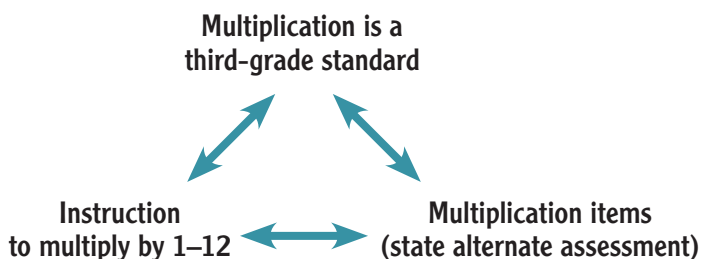 Multiplication is a
third-grade standard
Instruction
to multiply by 1–12
Multiplication items
(state alternate assessment)